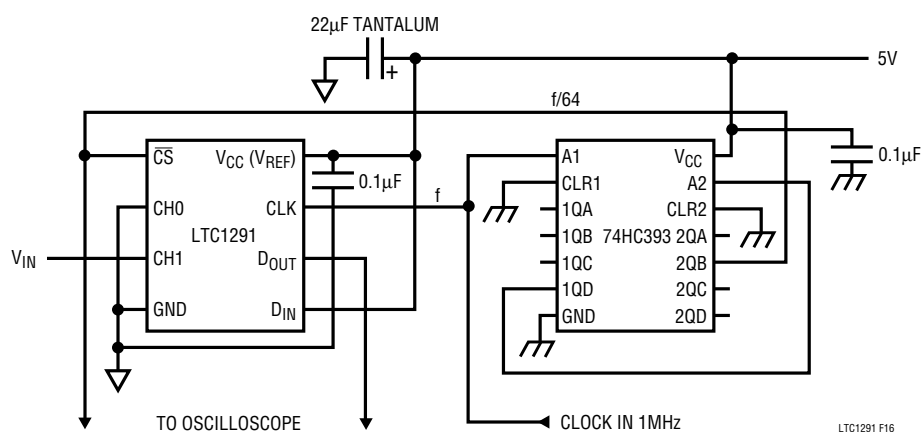 22µF TANTALUM
+
5V
f/64
C̅S̅
VCC (VREF)
0.1µF
CH0
CLK
f
LTC1291
VIN
CH1
DOUT
GND
DIN
A1
VCC
0.1µF
CLR1
A2
1QA
CLR2
1QB
74HC393
2QA
1QC
2QB
1QD
2QC
GND
2QD
TO OSCILLOSCOPE
CLOCK IN 1MHz
LTC1291 F16